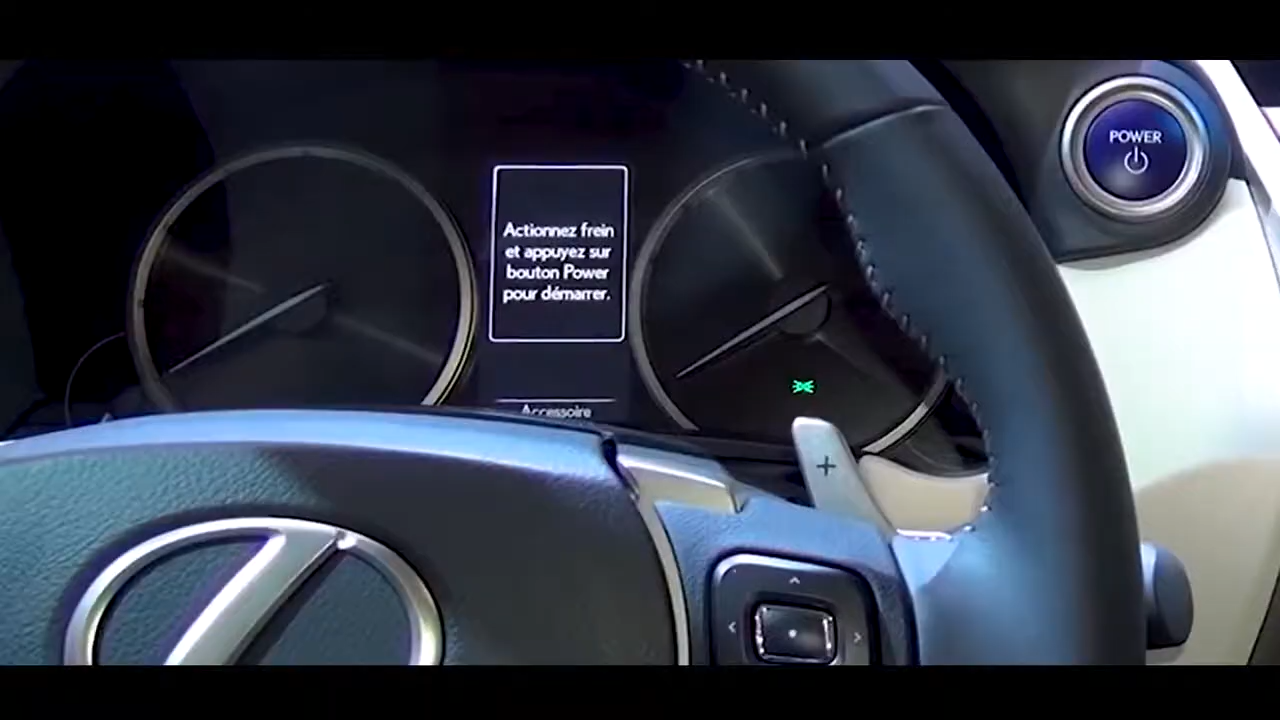 POWER
Actionnez frein
et appuyez sur
bouton Power
pour démarrer.
Accessoire
+